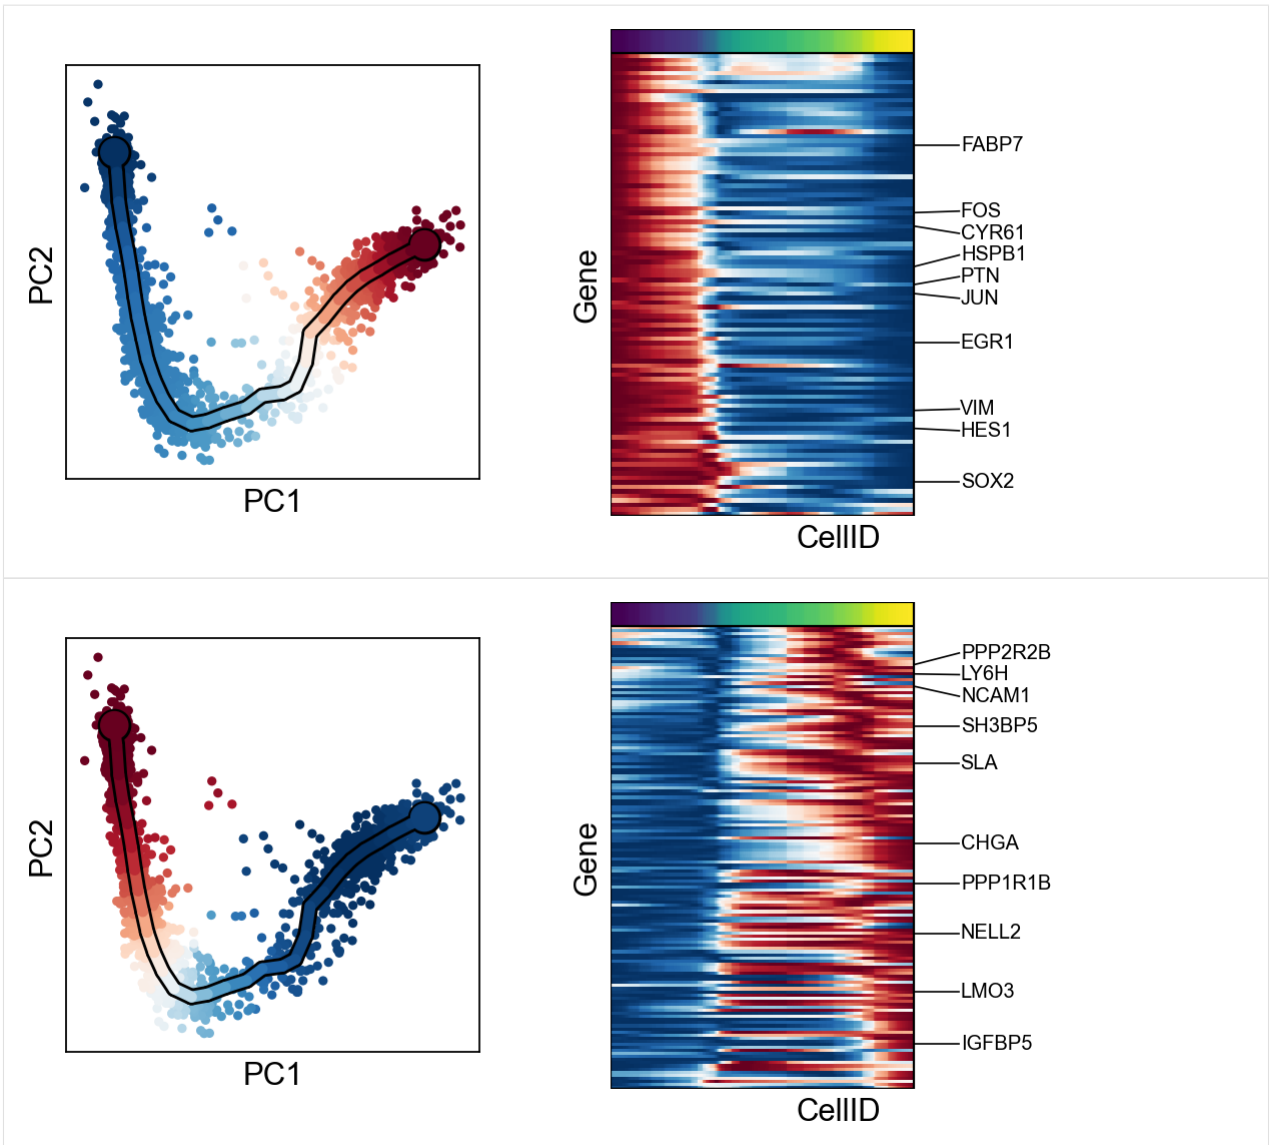 PC2
PC1
Gene
CellID
FABP7
FOS
CYR61
HSPB1
PTN
JUN
EGR1
VIM
HES1
SOX2
PC2
PC1
Gene
CellID
PPP2R2B
LY6H
NCAM1
SH3BP5
SLA
CHGA
PPP1R1B
NELL2
LMO3
IGFBP5